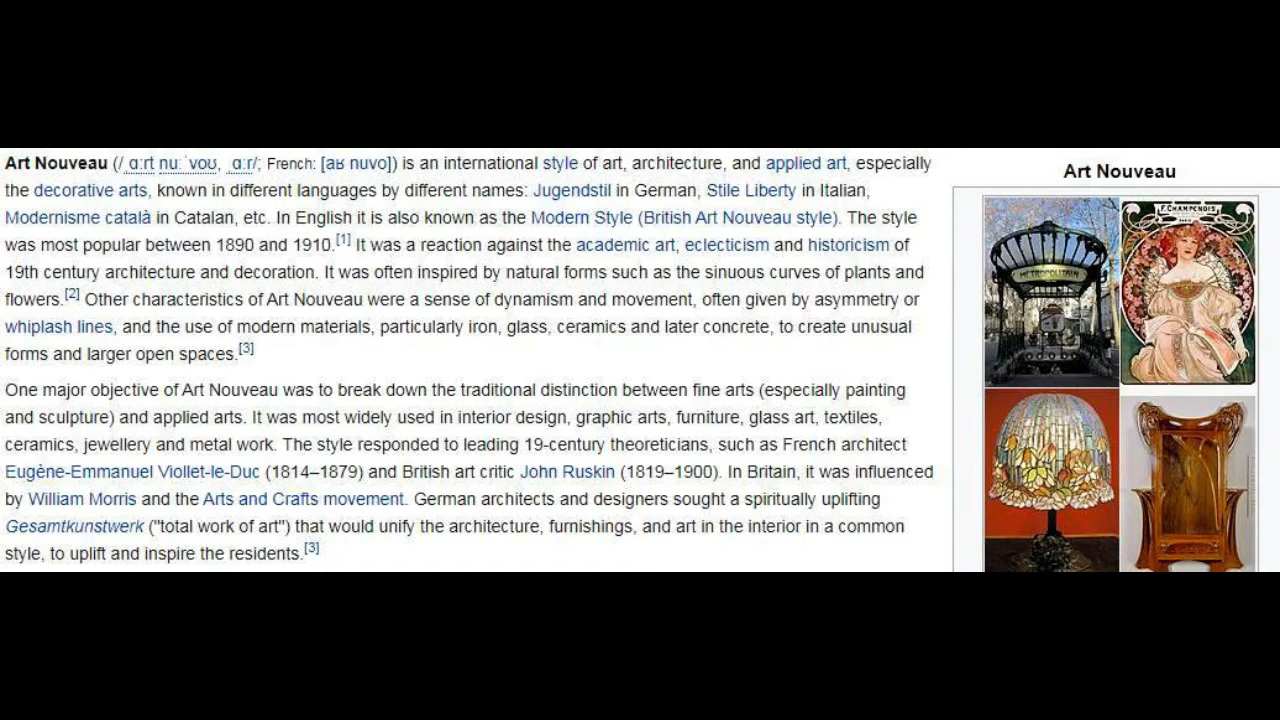 Art Nouveau (/ˌɑːrt nuːˈvoʊ, ˌɑːr/; French: [aʁ nuvo]) is an international style of art, architecture, and applied art, especially
the decorative arts, known in different languages by different names: Jugendstil in German, Stile Liberty in Italian,
Modernisme català in Catalan, etc. In English it is also known as the Modern Style (British Art Nouveau style). The style
was most popular between 1890 and 1910.[1] It was a reaction against the academic art, eclecticism and historicism of
19th century architecture and decoration. It was often inspired by natural forms such as the sinuous curves of plants and
flowers.[2] Other characteristics of Art Nouveau were a sense of dynamism and movement, often given by asymmetry or
whiplash lines, and the use of modern materials, particularly iron, glass, ceramics and later concrete, to create unusual
forms and larger open spaces.[3]
One major objective of Art Nouveau was to break down the traditional distinction between fine arts (especially painting
and sculpture) and applied arts. It was most widely used in interior design, graphic arts, furniture, glass art, textiles,
ceramics, jewellery and metal work. The style responded to leading 19-century theoreticians, such as French architect
Eugène-Emmanuel Viollet-le-Duc (1814–1879) and British art critic John Ruskin (1819–1900). In Britain, it was influenced
by William Morris and the Arts and Crafts movement. German architects and designers sought a spiritually uplifting
Gesamtkunstwerk ("total work of art") that would unify the architecture, furnishings, and art in the interior in a common
style, to uplift and inspire the residents.[3]
Art Nouveau
METROPOLITAIN
F. CHAMPENOIS